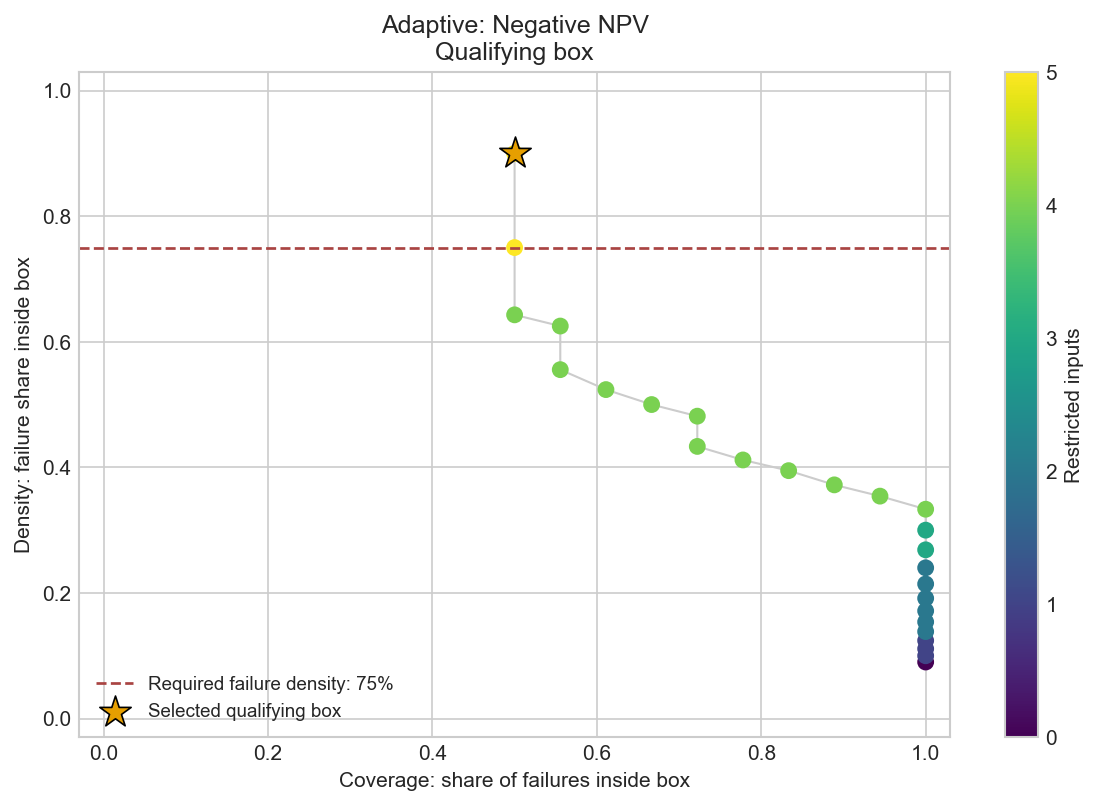 Adaptive: Negative NPV
Qualifying box
1.0
0.8
0.6
0.4
0.2
0.0
Density: failure share inside box
Required failure density: 75%
Selected qualifying box
0.0
0.2
0.4
0.6
0.8
1.0
Coverage: share of failures inside box
5
4
3
2
1
0
Restricted inputs